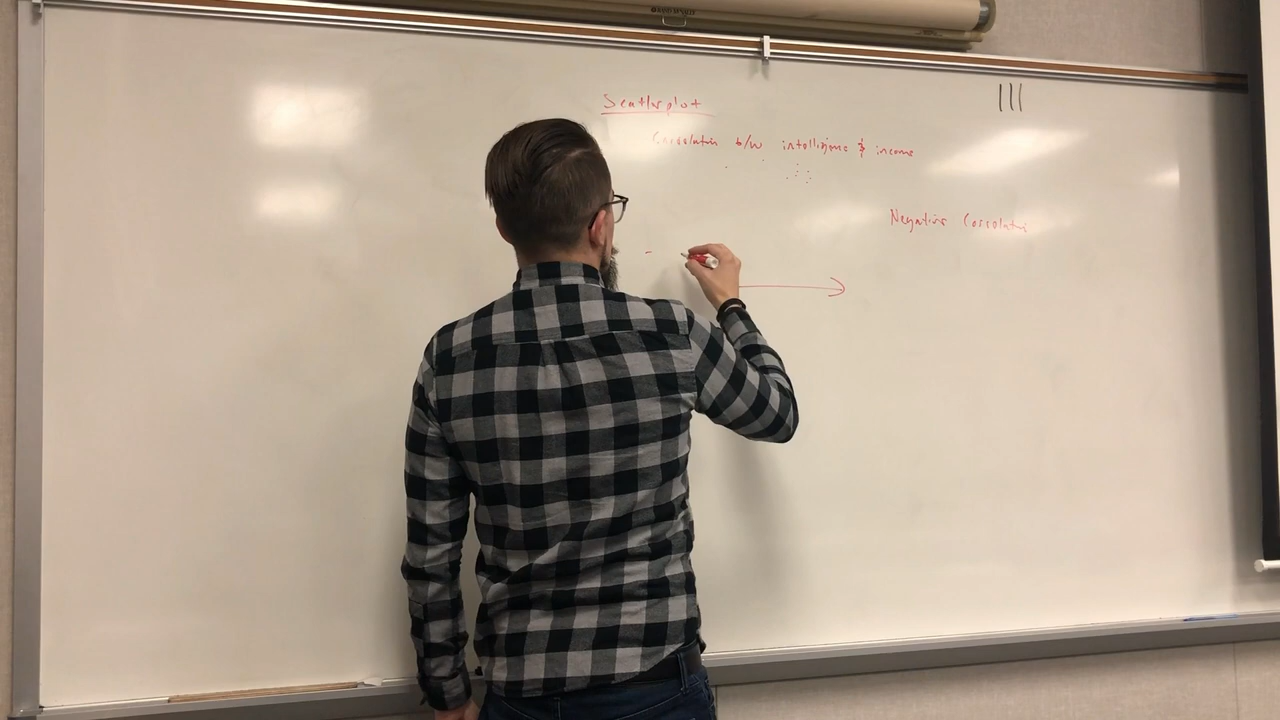 Scatterplot
Correlation b/w intelligence & income
Negative Correlation